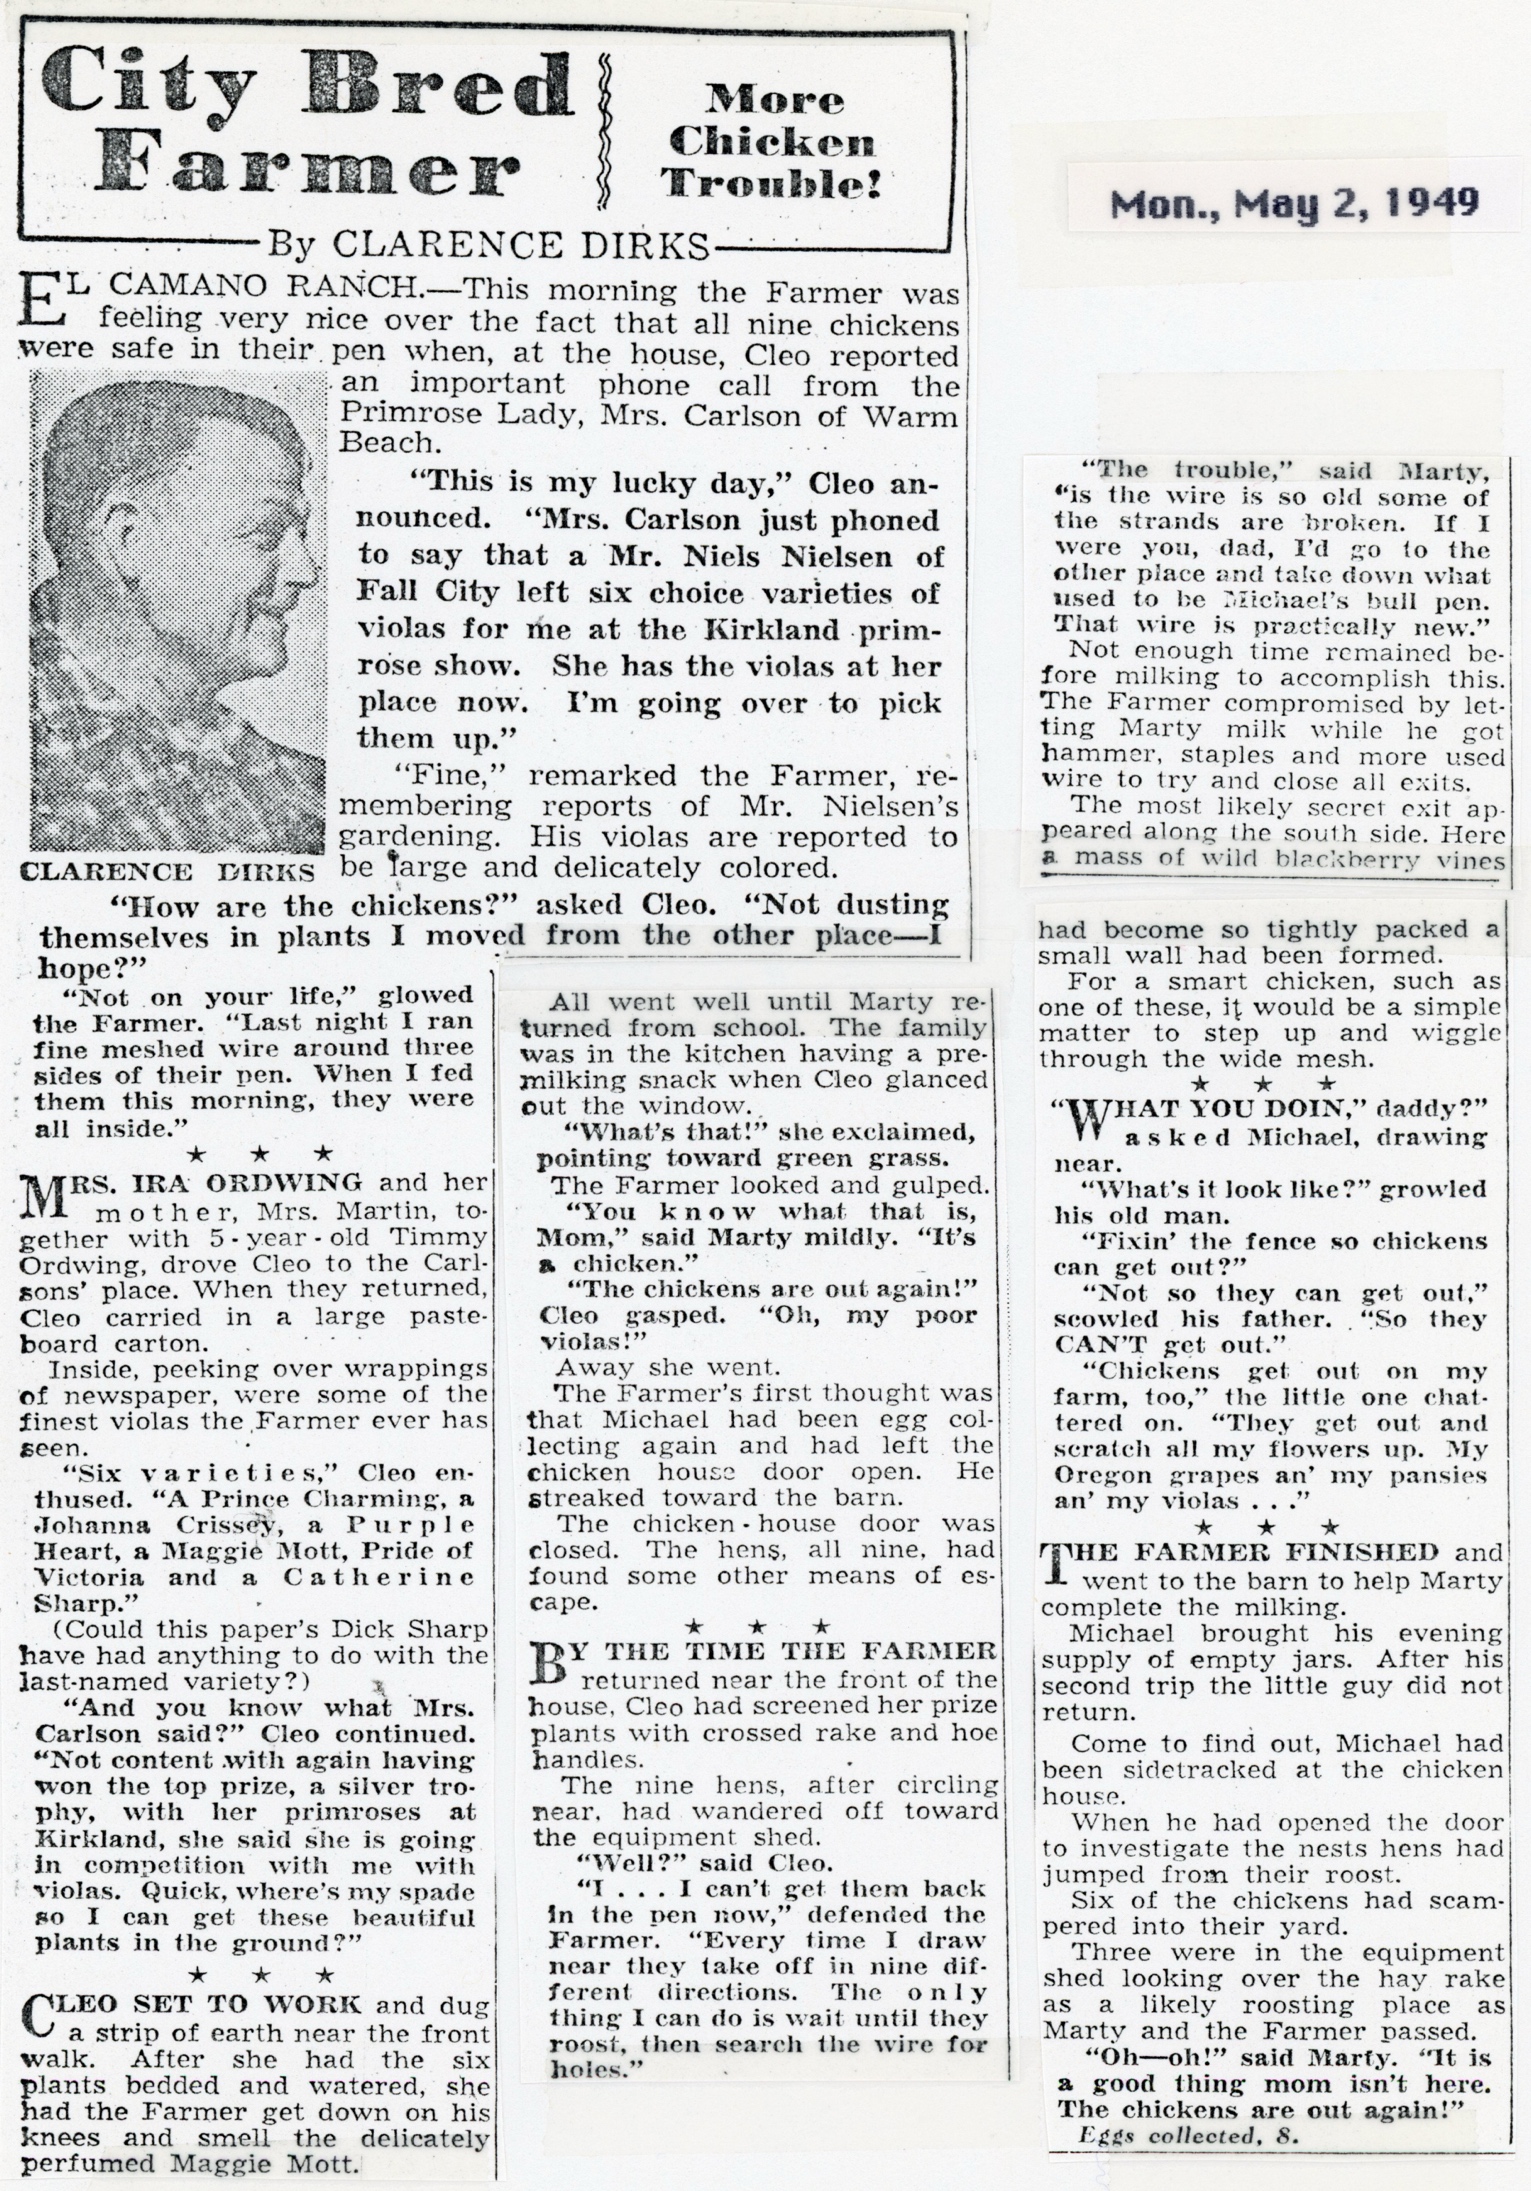 City Bred
Farmer
More
Chicken
Trouble!
By CLARENCE DIRKS
Mon., May 2, 1949
EL CAMANO RANCH.—This morning the Farmer was
feeling very nice over the fact that all nine chickens
were safe in their pen when, at the house, Cleo reported
an important phone call from the
Primrose Lady, Mrs. Carlson of Warm
Beach.
"This is my lucky day," Cleo an-
nounced. "Mrs. Carlson just phoned
to say that a Mr. Niels Nielsen of
Fall City left six choice varieties of
violas for me at the Kirkland prim-
rose show. She has the violas at her
place now. I'm going over to pick
them up."
"Fine," remarked the Farmer, re-
membering reports of Mr. Nielsen's
gardening. His violas are reported to
be large and delicately colored.
CLARENCE DIRKS
"How are the chickens?" asked Cleo. "Not dusting
themselves in plants I moved from the other place—I
hope?"
"Not on your life," glowed
the Farmer. "Last night I ran
fine meshed wire around three
sides of their pen. When I fed
them this morning, they were
all inside."
★ ★ ★
MRS. IRA ORDWING and her
mother, Mrs. Martin, to-
gether with 5-year-old Timmy
Ordwing, drove Cleo to the Carl-
sons' place. When they returned,
Cleo carried in a large paste-
board carton.
Inside, peeking over wrappings
of newspaper, were some of the
finest violas the Farmer ever has
seen.
"Six varieties," Cleo en-
thused. "A Prince Charming, a
Johanna Crissey, a Purple
Heart, a Maggie Mott, Pride of
Victoria and a Catherine
Sharp."
(Could this paper's Dick Sharp
have had anything to do with the
last-named variety?)
"And you know what Mrs.
Carlson said?" Cleo continued.
"Not content with again having
won the top prize, a silver tro-
phy, with her primroses at
Kirkland, she said she is going
in competition with me with
violas. Quick, where's my spade
so I can get these beautiful
plants in the ground?"
★ ★ ★
CLEO SET TO WORK and dug
a strip of earth near the front
walk. After she had the six
plants bedded and watered, she
had the Farmer get down on his
knees and smell the delicately
perfumed Maggie Mott.
All went well until Marty re-
turned from school. The family
was in the kitchen having a pre-
milking snack when Cleo glanced
out the window.
"What's that!" she exclaimed,
pointing toward green grass.
The Farmer looked and gulped.
"You know what that is,
Mom," said Marty mildly. "It's
a chicken."
"The chickens are out again!"
Cleo gasped. "Oh, my poor
violas!"
Away she went.
The Farmer's first thought was
that Michael had been egg col-
lecting again and had left the
chicken house door open. He
streaked toward the barn.
The chicken-house door was
closed. The hens, all nine, had
found some other means of es-
cape.
★ ★ ★
BY THE TIME THE FARMER
returned near the front of the
house, Cleo had screened her prize
plants with crossed rake and hoe
handles.
The nine hens, after circling
near, had wandered off toward
the equipment shed.
"Well?" said Cleo.
"I . . . I can't get them back
in the pen now," defended the
Farmer. "Every time I draw
near they take off in nine dif-
ferent directions. The only
thing I can do is wait until they
roost, then search the wire for
holes."
"The trouble," said Marty,
"is the wire is so old some of
the strands are broken. If I
were you, dad, I'd go to the
other place and take down what
used to be Michael's bull pen.
That wire is practically new."
Not enough time remained be-
fore milking to accomplish this.
The Farmer compromised by let-
ting Marty milk while he got
hammer, staples and more used
wire to try and close all exits.
The most likely secret exit ap-
peared along the south side. Here
a mass of wild blackberry vines
had become so tightly packed a
small wall had been formed.
For a smart chicken, such as
one of these, it would be a simple
matter to step up and wiggle
through the wide mesh.
★ ★ ★
"WHAT YOU DOIN," daddy?"
asked Michael, drawing
near.
"What's it look like?" growled
his old man.
"Fixin' the fence so chickens
can get out?"
"Not so they can get out,"
scowled his father. "So they
CAN'T get out."
"Chickens get out on my
farm, too," the little one chat-
tered on. "They get out and
scratch all my flowers up. My
Oregon grapes an' my pansies
an' my violas . . ."
★ ★ ★
THE FARMER FINISHED and
went to the barn to help Marty
complete the milking.
Michael brought his evening
supply of empty jars. After his
second trip the little guy did not
return.
Come to find out, Michael had
been sidetracked at the chicken
house.
When he had opened the door
to investigate the nests hens had
jumped from their roost.
Six of the chickens had scam-
pered into their yard.
Three were in the equipment
shed looking over the hay rake
as a likely roosting place as
Marty and the Farmer passed.
"Oh—oh!" said Marty. "It is
a good thing mom isn't here.
The chickens are out again!"
Eggs collected, 8.